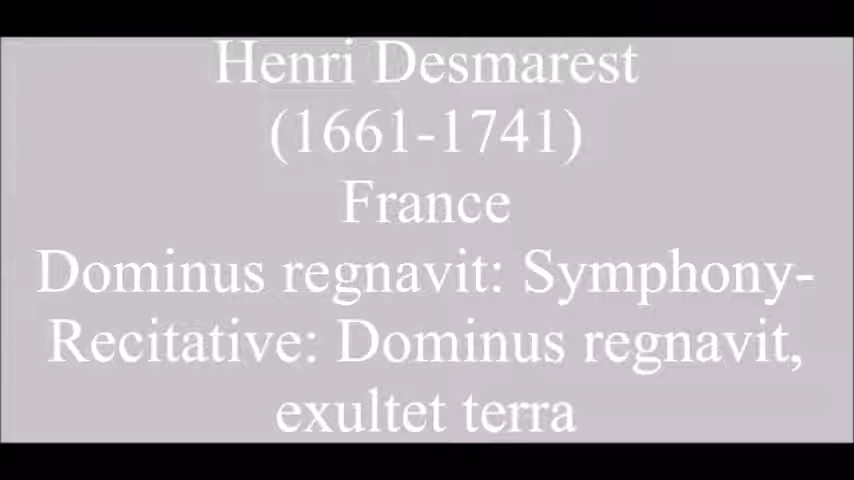 Henri Desmarest
(1661-1741)
France
Dominus regnavit: Symphony-
Recitative: Dominus regnavit,
exultet terra